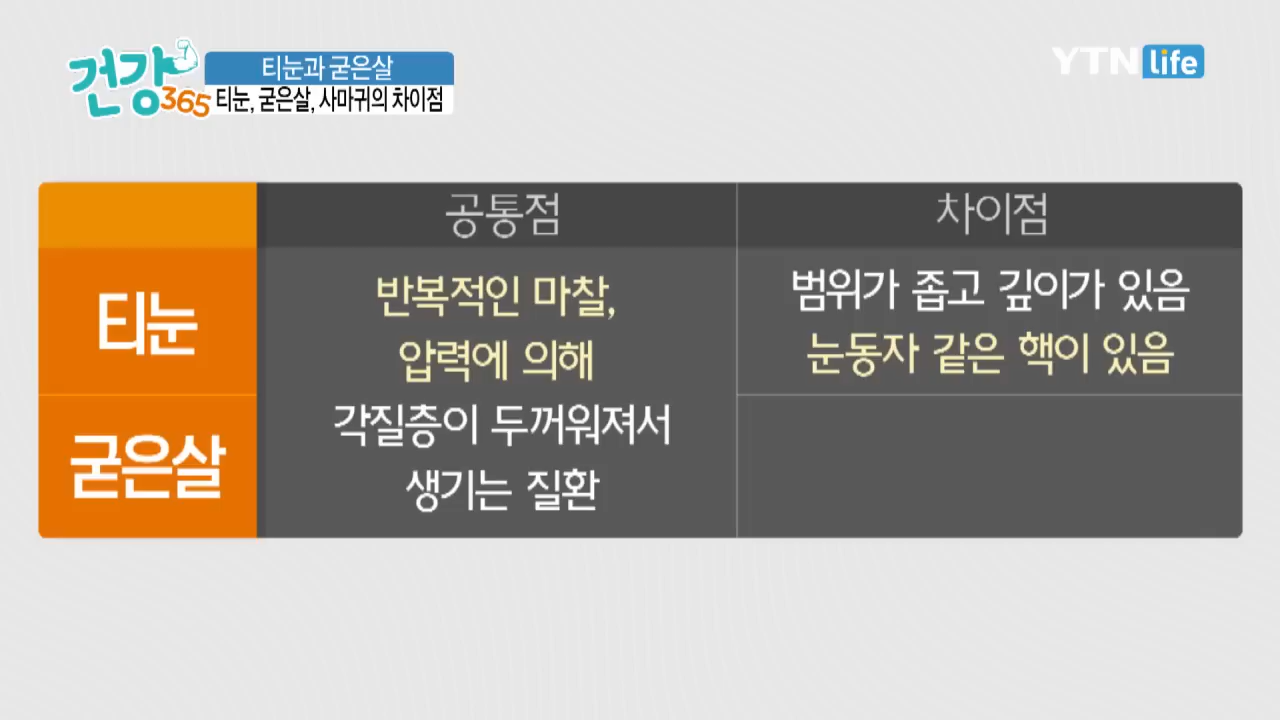 건강 365
티눈과 굳은살
티눈, 굳은살, 사마귀의 차이점
YTN life
공통점
차이점
티눈
반복적인 마찰,
압력에 의해
각질층이 두꺼워져서
생기는 질환
범위가 좁고 깊이가 있음
눈동자 같은 핵이 있음
굳은살